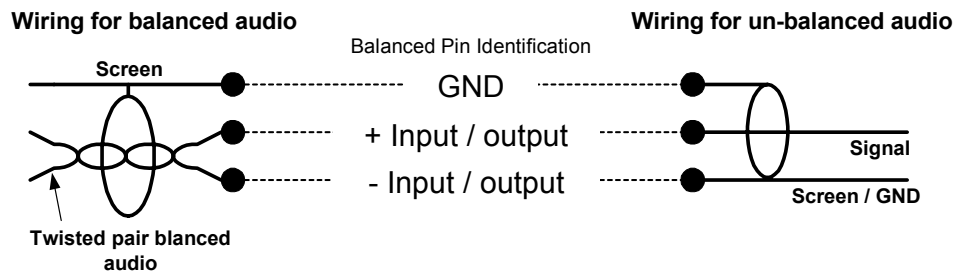 Wiring for balanced audio
Wiring for un-balanced audio
Balanced Pin Identification
Screen
GND
+ Input / output
Signal
- Input / output
Screen / GND
Twisted pair blanced
audio